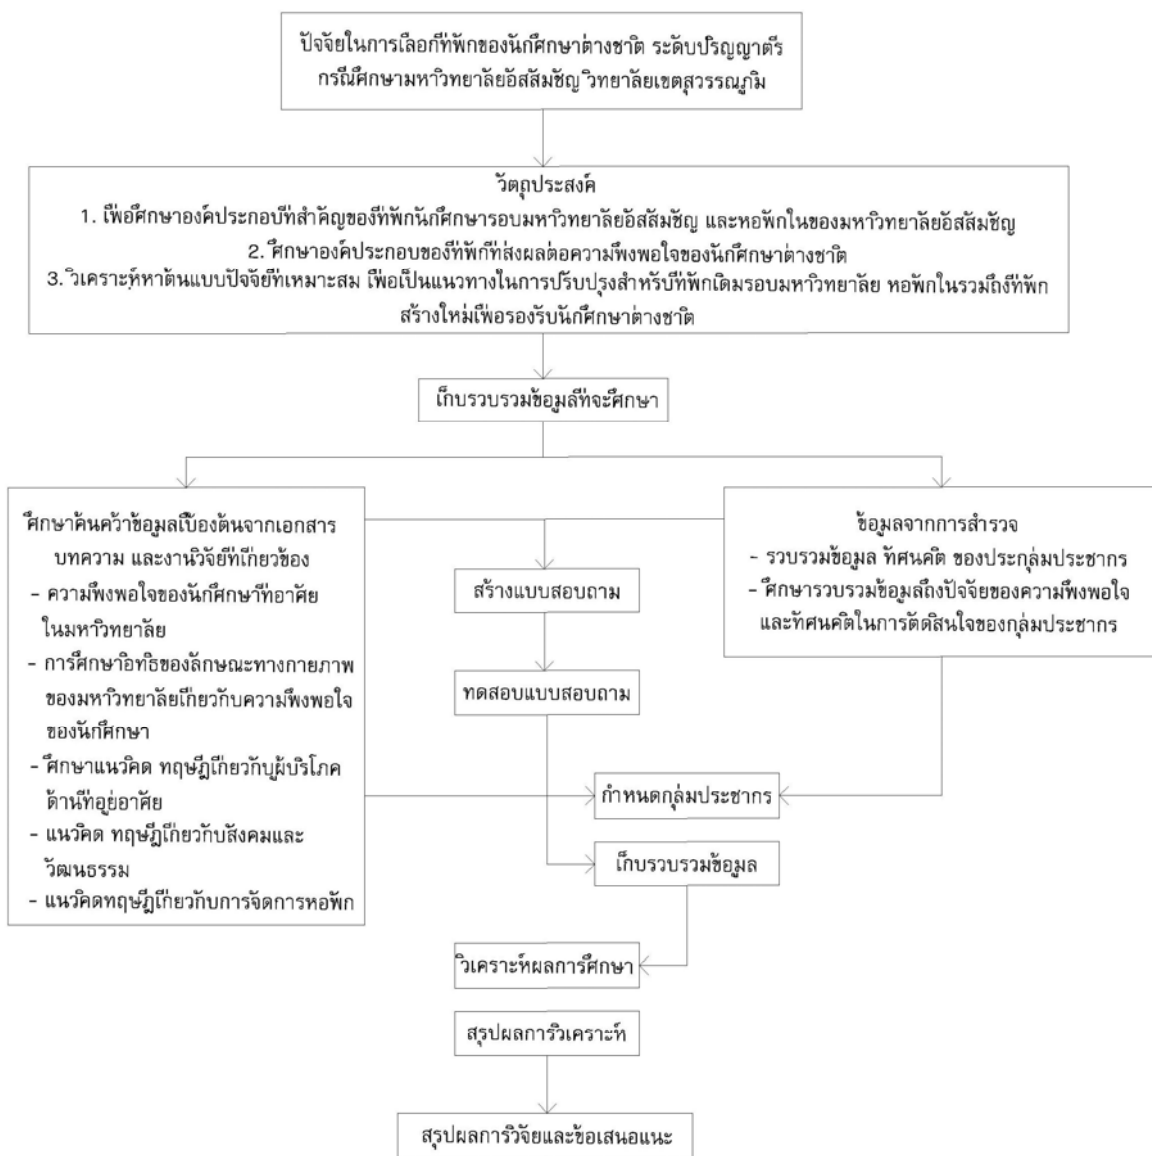 ปัจจัยในการเลือกที่พักของนักศึกษาต่างชาติ ระดับปริญญาตรี
กรณีศึกษามหาวิทยาลัยอัสสัมชัญ วิทยาลัยเขตสุวรรณภูมิ
วัตถุประสงค์
1. เพื่อศึกษาองค์ประกอบที่สำคัญของที่พักนักศึกษารอบมหาวิทยาลัยอัสสัมชัญ และหอพักในของมหาวิทยาลัยอัสสัมชัญ
2. ศึกษาองค์ประกอบของที่พักที่ส่งผลต่อความพึงพอใจของนักศึกษาต่างชาติ
3. วิเคราะห์หาต้นแบบปัจจัยที่เหมาะสม เพื่อเป็นแนวทางในการปรับปรุงสำหรับที่พักเดิมรอบมหาวิทยาลัย หอพักในรวมถึงที่พัก
สร้างใหม่เพื่อรองรับนักศึกษาต่างชาติ
เก็บรวบรวมข้อมูลที่จะศึกษา
ศึกษาค้นคว้าข้อมูลเบื้องต้นจากเอกสาร
บทความ และงานวิจัยที่เกี่ยวข้อง
- ความพึงพอใจของนักศึกษาที่อาศัย
ในมหาวิทยาลัย
- การศึกษาอิทธิของลักษณะทางกายภาพ
ของมหาวิทยาลัยเกี่ยวกับความพึงพอใจ
ของนักศึกษา
- ศึกษาแนวคิด ทฤษฎีเกี่ยวกับผู้บริโภค
ด้านที่อยู่อาศัย
- แนวคิด ทฤษฎีเกี่ยวกับสังคมและ
วัฒนธรรม
- แนวคิดทฤษฎีเกี่ยวกับการจัดการหอพัก
ข้อมูลจากการสำรวจ
- รวบรวมข้อมูล ทัศนคติ ของประกลุ่มประชากร
- ศึกษารวบรวมข้อมูลถึงปัจจัยของความพึงพอใจ
และทัศนคติในการตัดสินใจของกลุ่มประชากร
สร้างแบบสอบถาม
ทดสอบแบบสอบถาม
กำหนดกลุ่มประชากร
เก็บรวบรวมข้อมูล
วิเคราะห์ผลการศึกษา
สรุปผลการวิเคราะห์
สรุปผลการวิจัยและข้อเสนอแนะ